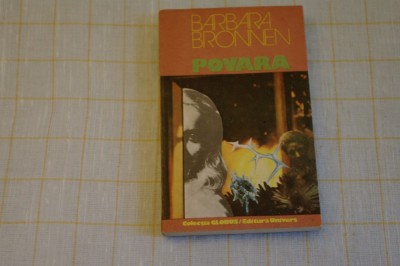 BARBARA
BRONNEN
POVARA
Colecția GLOBUS/Editura Univers